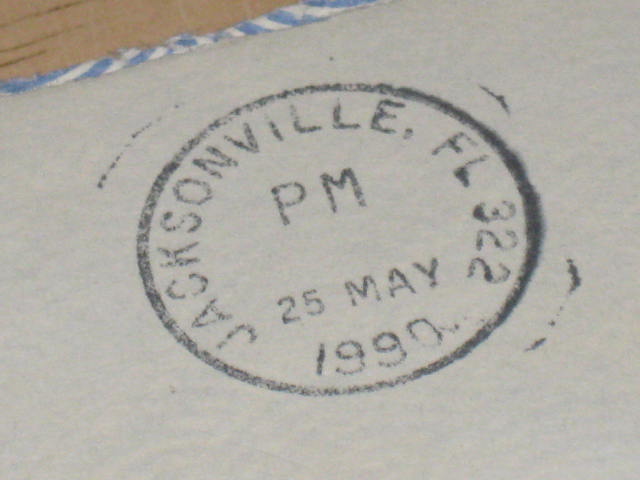 JACKSONVILLE, FL 322
PM
25 MAY
1990